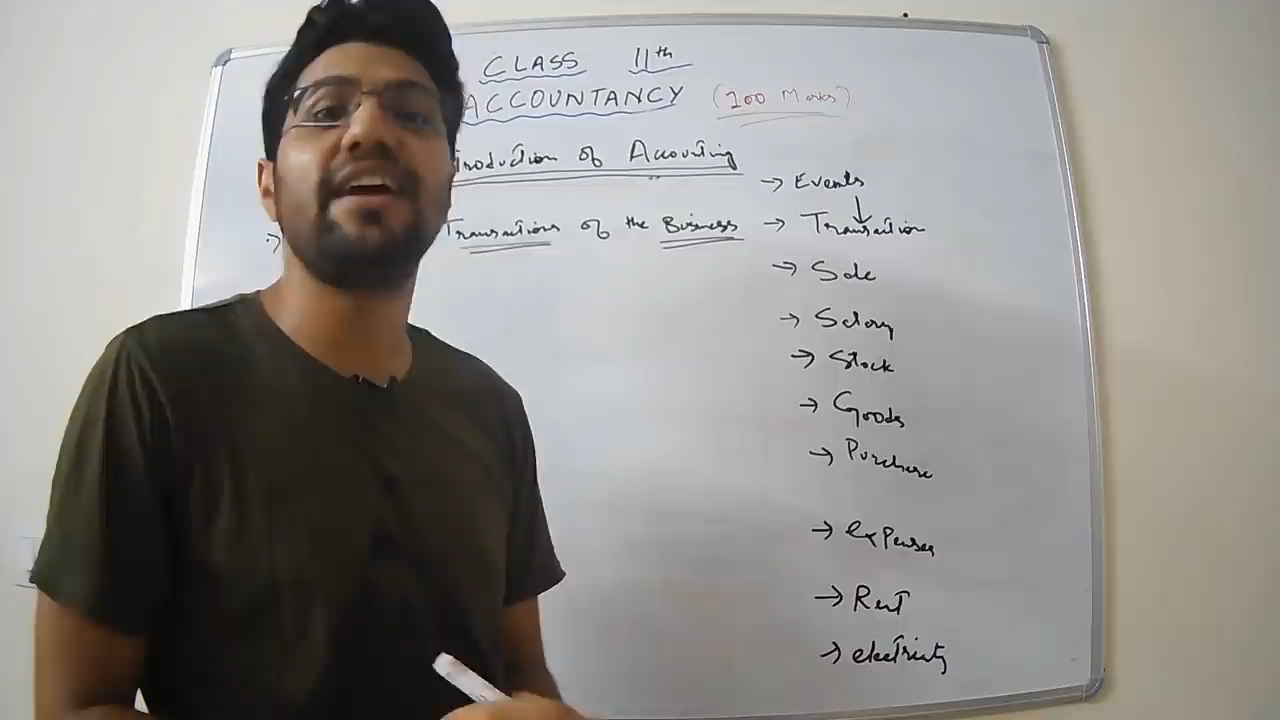 CLASS 11th
ACCOUNTANCY (100 Marks)
troduction of Accounting
Transactions of the Business
→ Events
→ Transaction
→ Sale
→ Salary
→ Stock
→ Goods
→ Purchase
→ exPenses
→ Rent
→ electricity